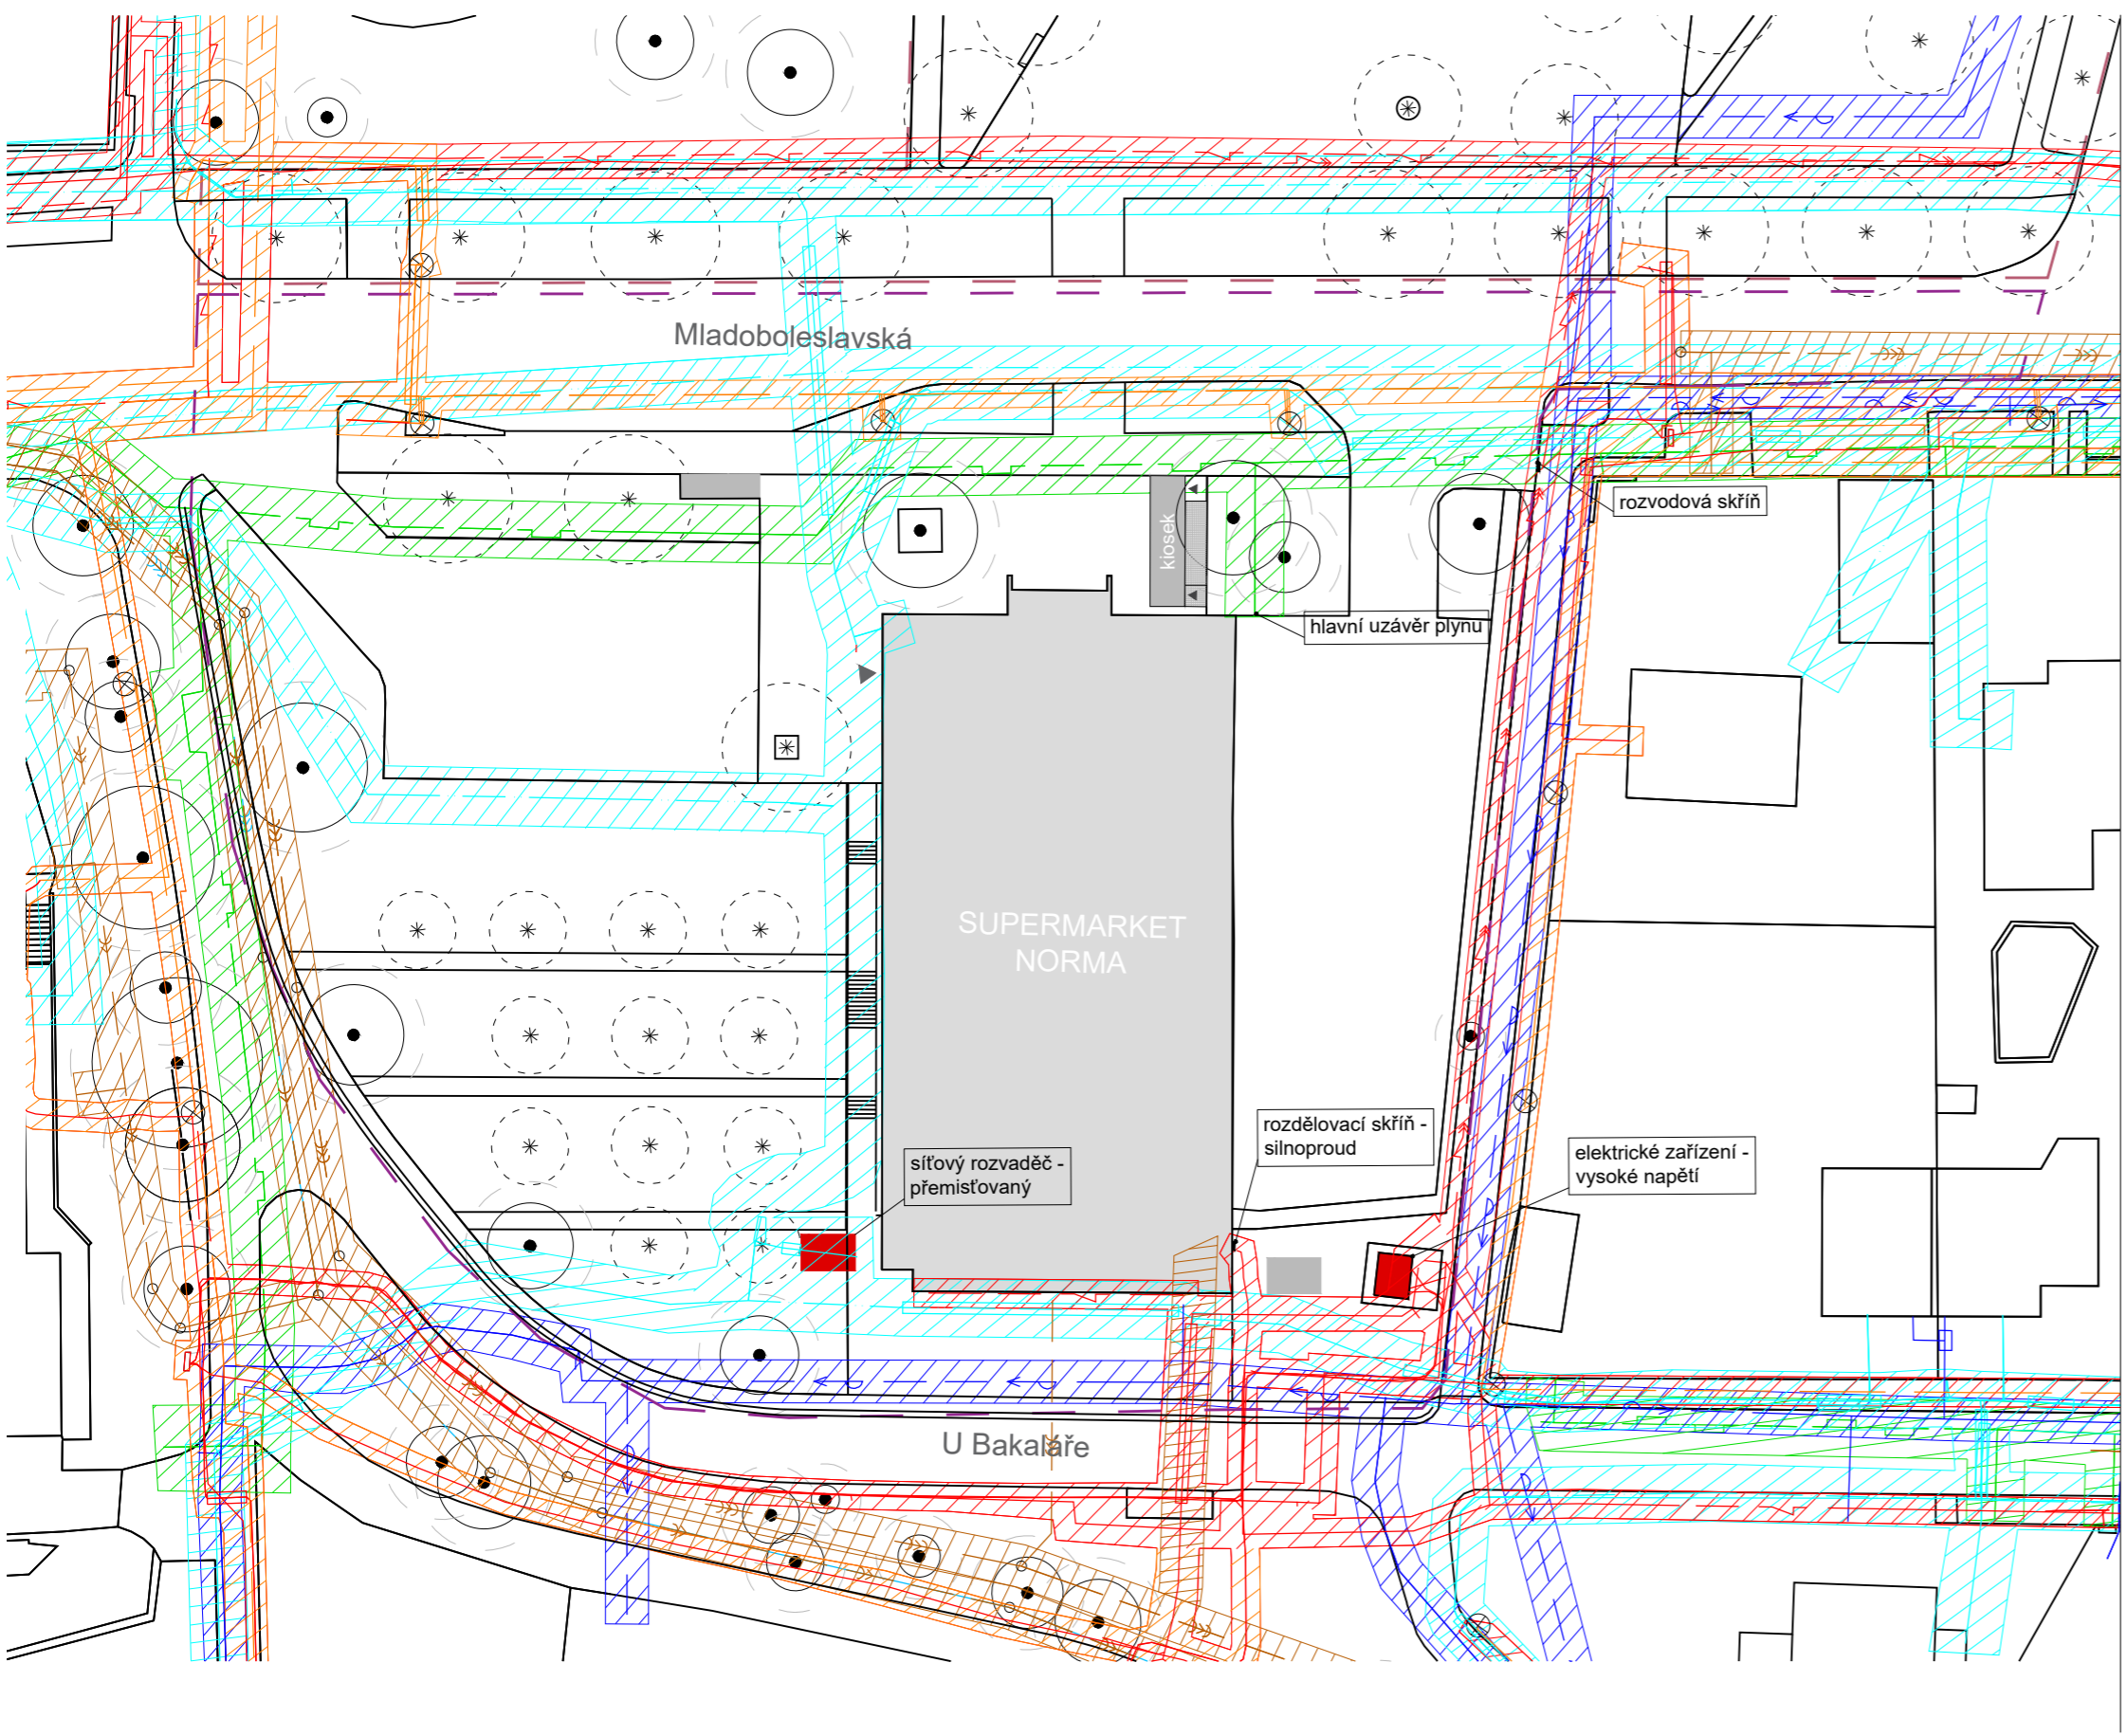 Mladoboleslavská
rozvodová skříň
kiosek
hlavní uzávěr plynu
SUPERMARKET
NORMA
rozdělovací skříň -
silnoproud
síťový rozvaděč -
přemisťovaný
elektrické zařízení -
vysoké napětí
U Bakaláře